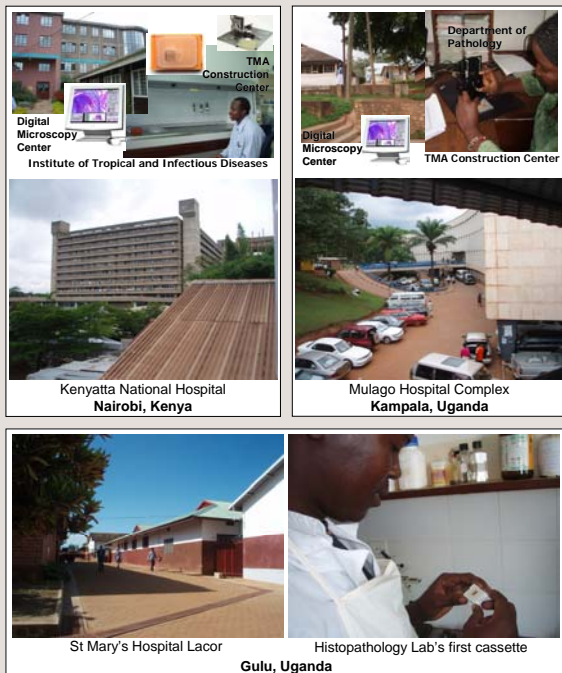 TMA
Construction
Center
Digital
Microscopy
Center
Institute of Tropical and Infectious Diseases
Kenyatta National Hospital
Nairobi, Kenya
Department of
Pathology
Digital
Microscopy
Center
TMA Construction Center
Mulago Hospital Complex
Kampala, Uganda
St Mary's Hospital Lacor
Histopathology Lab's first cassette
Gulu, Uganda